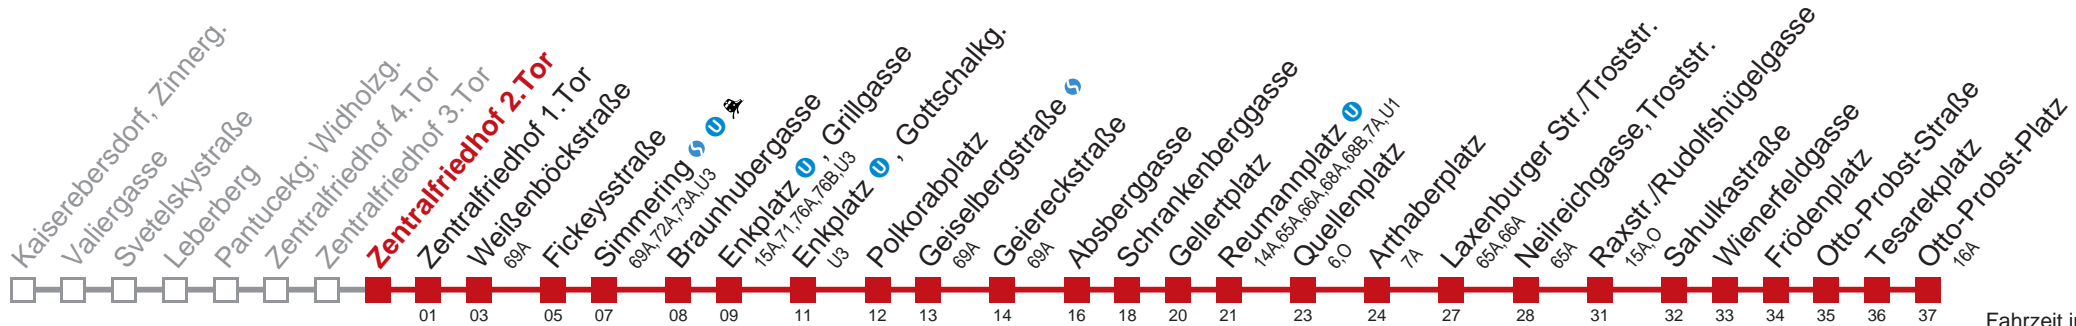 Kaiserebersdorf, Zinnerg.
Valiergasse
Svetelskystraße
Leberberg
Pantucekg; Widholzg.
Zentralfriedhof 4.Tor
Zentralfriedhof 3.Tor
Zentralfriedhof 2.Tor
Zentralfriedhof 1.Tor
01
Weißenböckstraße
69A
03
Fickeysstraße
05
Simmering S U
69A,72A,73A,U3
07
Braunhubergasse
08
Enkplatz U , Grillgasse
15A,71,76A,76B,U3
09
Enkplatz U , Gottschalkg.
U3
11
Polkorabplatz
12
Geiselbergstraße S
69A
13
Geiereckstraße
69A
14
Absberggasse
16
Schrankenberggasse
18
Gellertplatz
20
Reumannplatz U
14A,65A,66A,68A,68B,7A,U1
21
Quellenplatz
6,O
23
Arthaberplatz
7A
24
Laxenburger Str./Troststr.
65A,66A
27
Neilreichgasse,Troststr.
65A
28
Raxstr./Rudolfshügelgasse
15A,O
31
Sahulkastraße
32
Wienerfeldgasse
33
Frödenplatz
34
Otto-Probst-Straße
35
Tesarekplatz
36
Otto-Probst-Platz
16A
37
Fahrzeit in